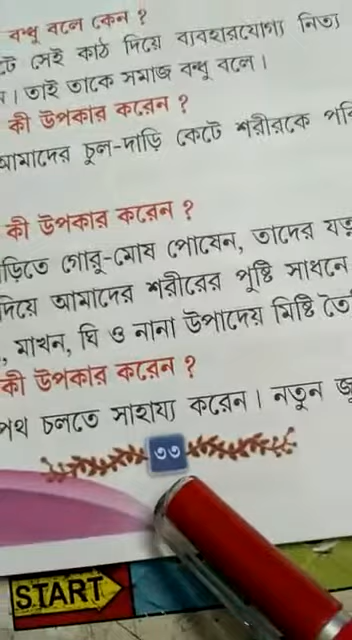 বন্ধু বলে কেন ?
সেই কাঠ দিয়ে ব্যবহারযোগ্য নিত্য
। তাই তাকে সমাজ বন্ধু বলে।
কী উপকার করেন ?
আমাদের চুল-দাড়ি কেটে শরীরকে
কী উপকার করেন ?
গোরু-মোষ পোষেন, তাদের
দিয়ে আমাদের শরীরের পুষ্টি সাধনে
, মাখন, ঘি ও নানা উপাদেয় মিষ্টি
কী উপকার করেন ?
পথ চলতে সাহায্য করেন। নতুন
৩৩
START